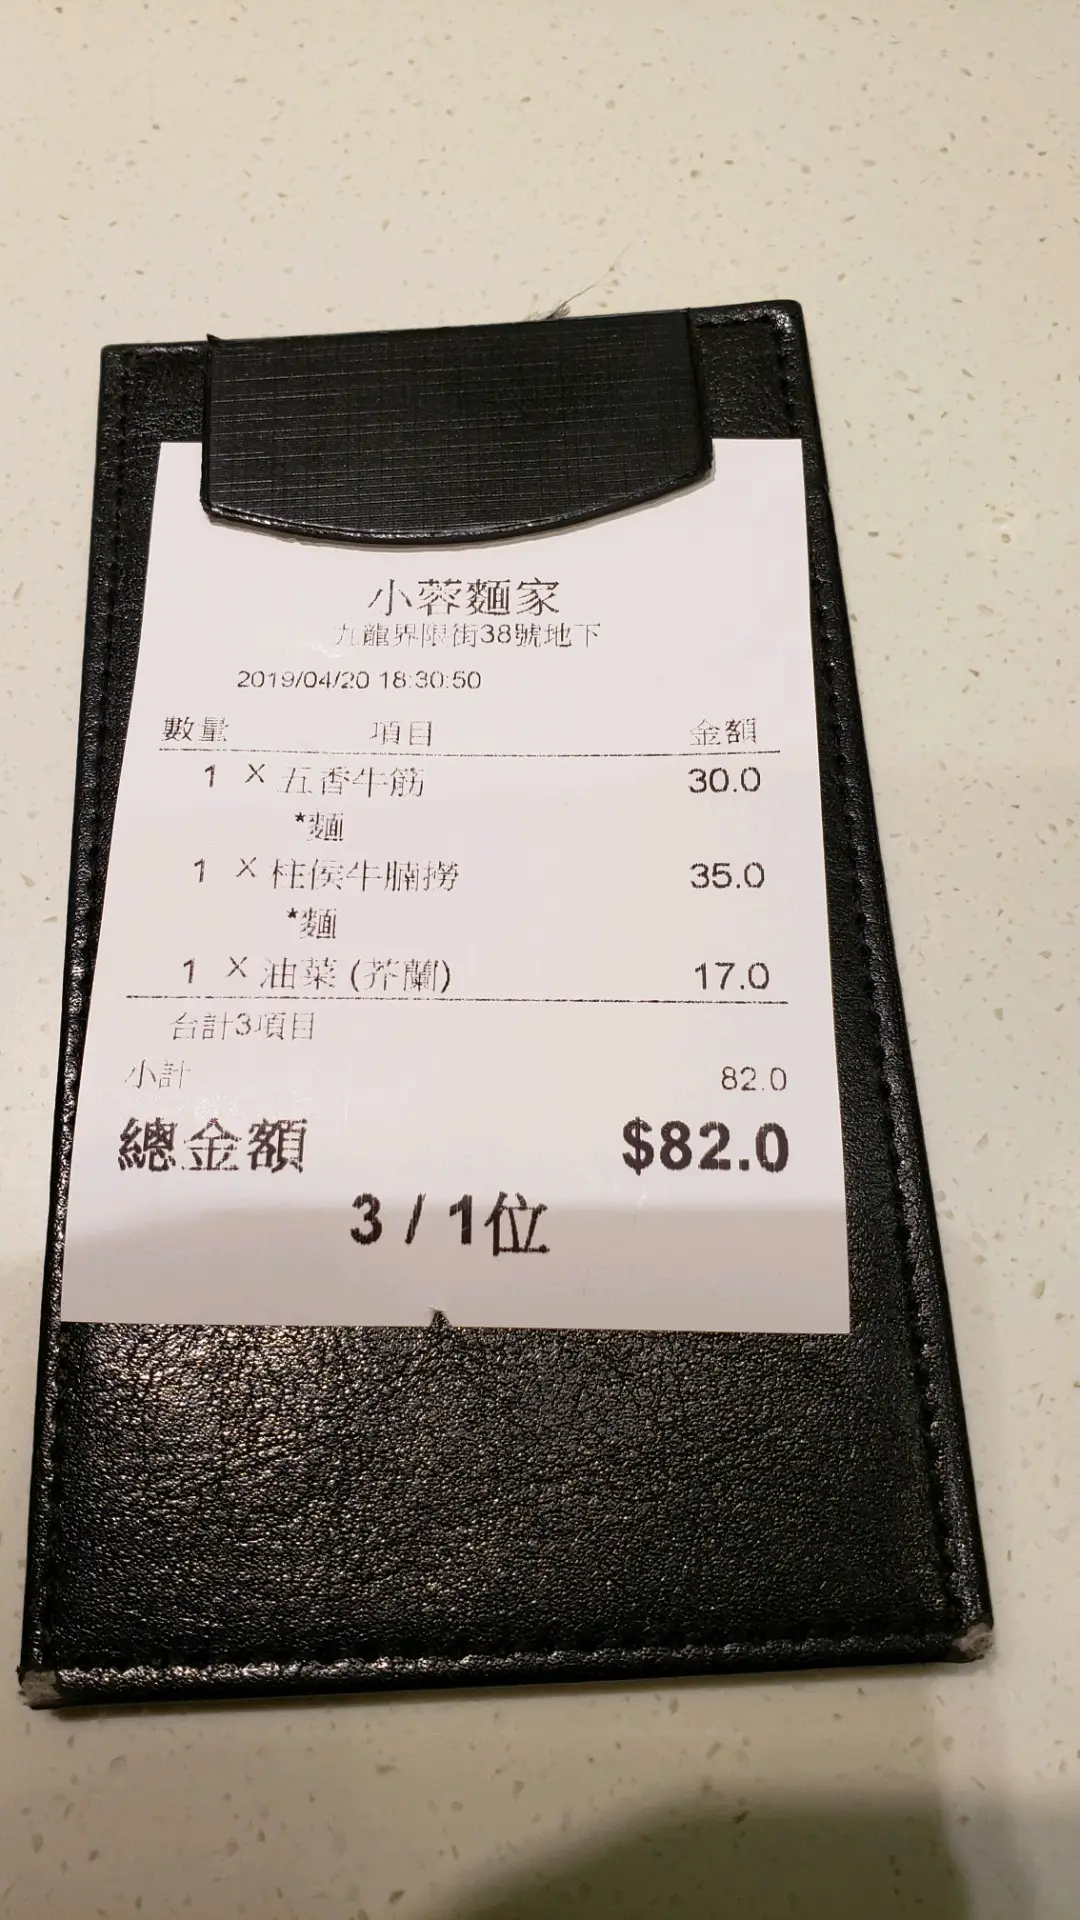 小蓉麵家
九龍界限街38號地下
2019/04/20 18:30:50
數量 項目 金額
1 X 五香牛筋 30.0
*麵
1 X 柱侯牛腩撈 35.0
*麵
1 X 油菜 (芥蘭) 17.0
合計3項目
小計 82.0
總金額 $82.0
3 / 1位